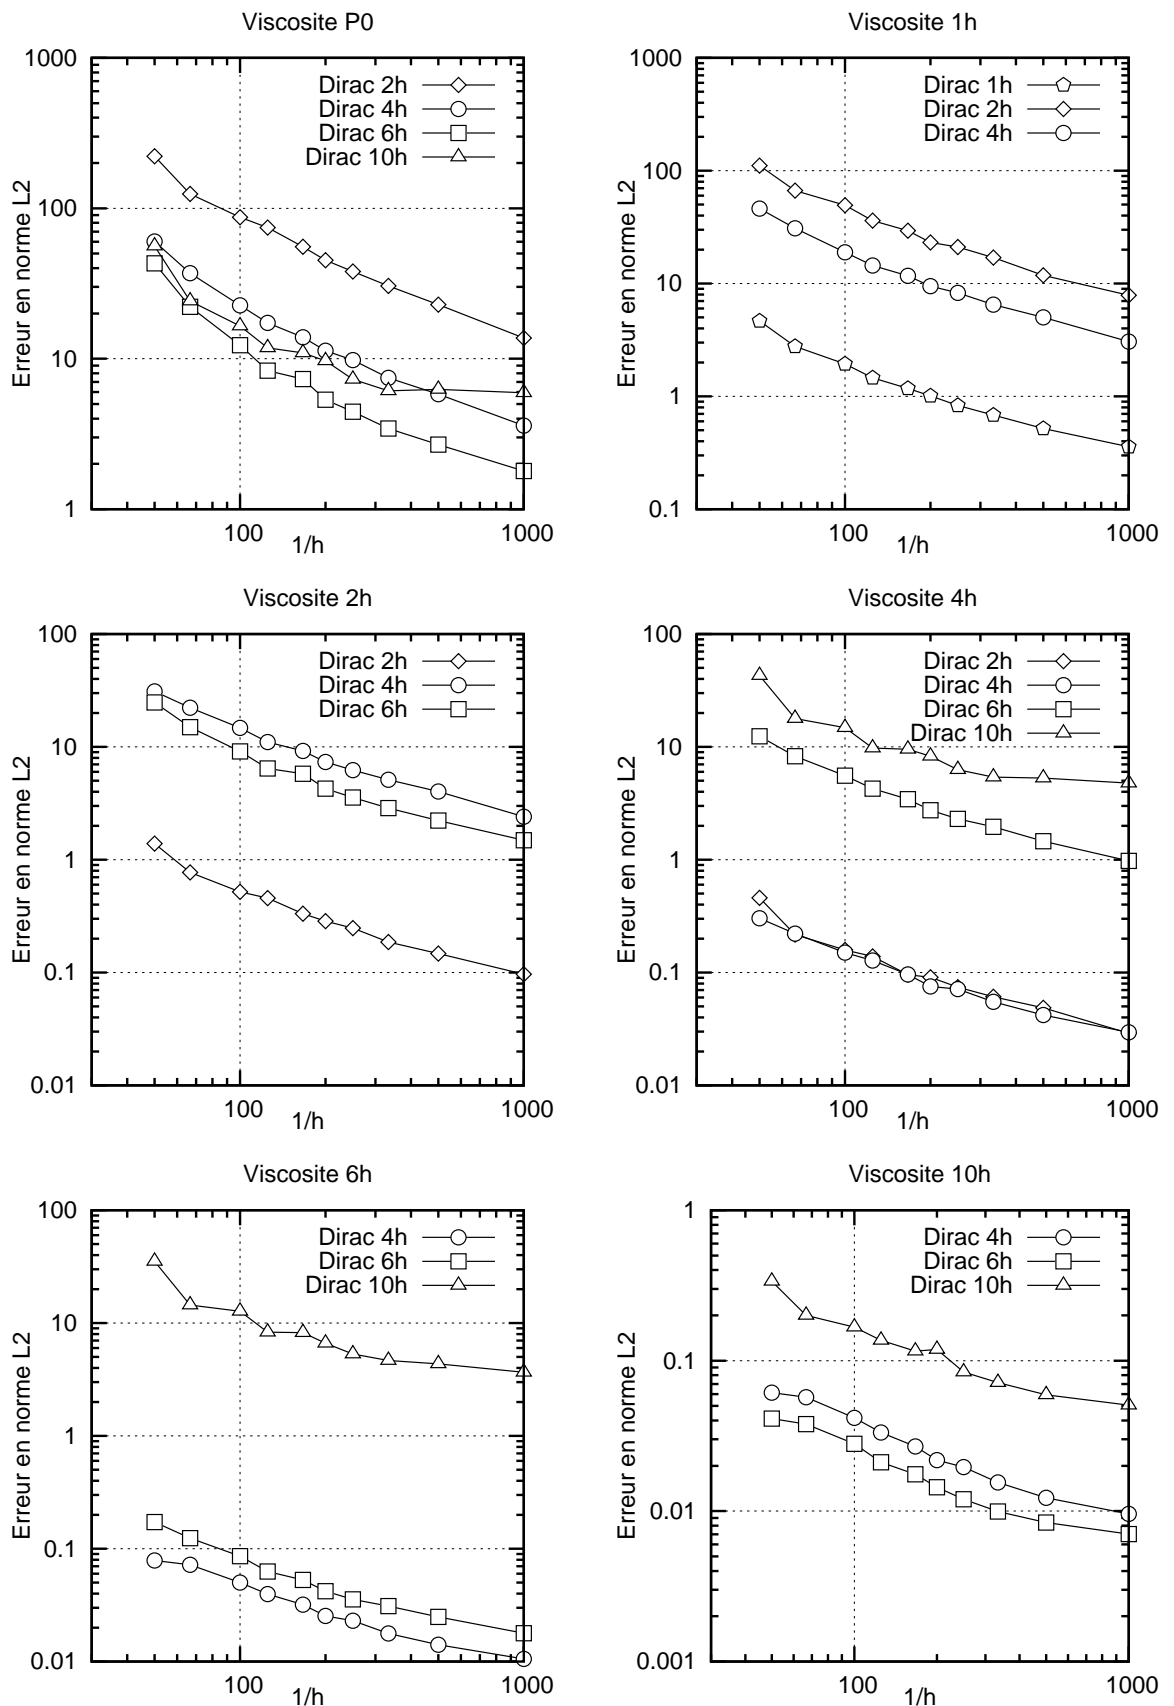 Viscosite P0
1000
100
10
1
Erreur en norme L2
Dirac 2h
Dirac 4h
Dirac 6h
Dirac 10h
100
1000
1/h
Viscosite 1h
1000
100
10
1
0.1
Erreur en norme L2
Dirac 1h
Dirac 2h
Dirac 4h
100
1000
1/h
Viscosite 2h
100
10
1
0.1
0.01
Erreur en norme L2
Dirac 2h
Dirac 4h
Dirac 6h
100
1000
1/h
Viscosite 4h
100
10
1
0.1
0.01
Erreur en norme L2
Dirac 2h
Dirac 4h
Dirac 6h
Dirac 10h
100
1000
1/h
Viscosite 6h
100
10
1
0.1
0.01
Erreur en norme L2
Dirac 4h
Dirac 6h
Dirac 10h
100
1000
1/h
Viscosite 10h
1
0.1
0.01
0.001
Erreur en norme L2
Dirac 4h
Dirac 6h
Dirac 10h
100
1000
1/h